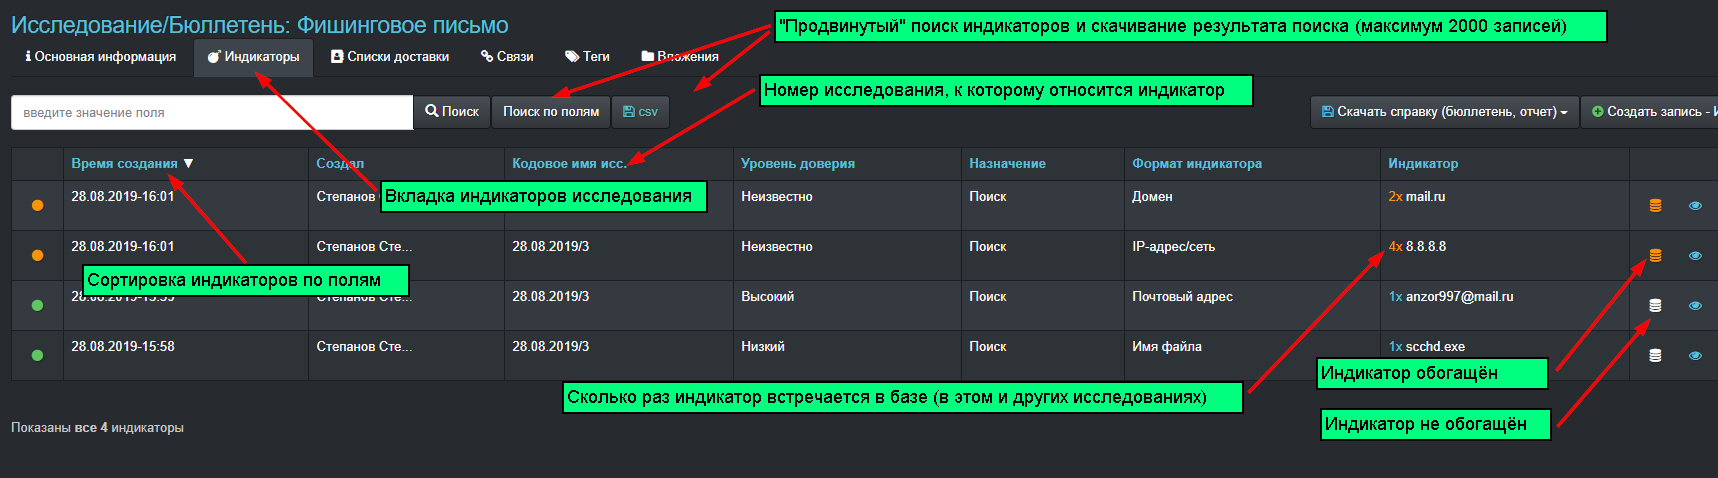 Исследование/Бюллетень: Фишинговое письмо
"Продвинутый" поиск индикаторов и скачивание результата поиска (максимум 2000 записей)
Основная информация Индикаторы Списки доставки Связи Теги Вложения
Номер исследования, к которому относится индикатор
введите значение поля Поиск Поиск по полям csv Скачать справку (бюллетень, отчет) Создать запись - И
Время создания ▼ Создал Кодовое имя исс. Уровень доверия Назначение Формат индикатора Индикатор
28.08.2019-16:01 Степанов Неизвестно Поиск Домен 2x mail.ru
Вкладка индикаторов исследования
28.08.2019-16:01 Степанов Сте... 28.08.2019/3 Неизвестно Поиск IP-адрес/сеть 4x 8.8.8.8
Сортировка индикаторов по полям
Степанов Сте... 28.08.2019/3 Высокий Поиск Почтовый адрес 1x anzor997@mail.ru
28.08.2019-15:58 Степанов Сте... 28.08.2019/3 Низкий Поиск Имя файла 1x scchd.exe
Индикатор обогащён
Сколько раз индикатор встречается в базе (в этом и других исследованиях)
Индикатор не обогащён
Показаны все 4 индикаторы